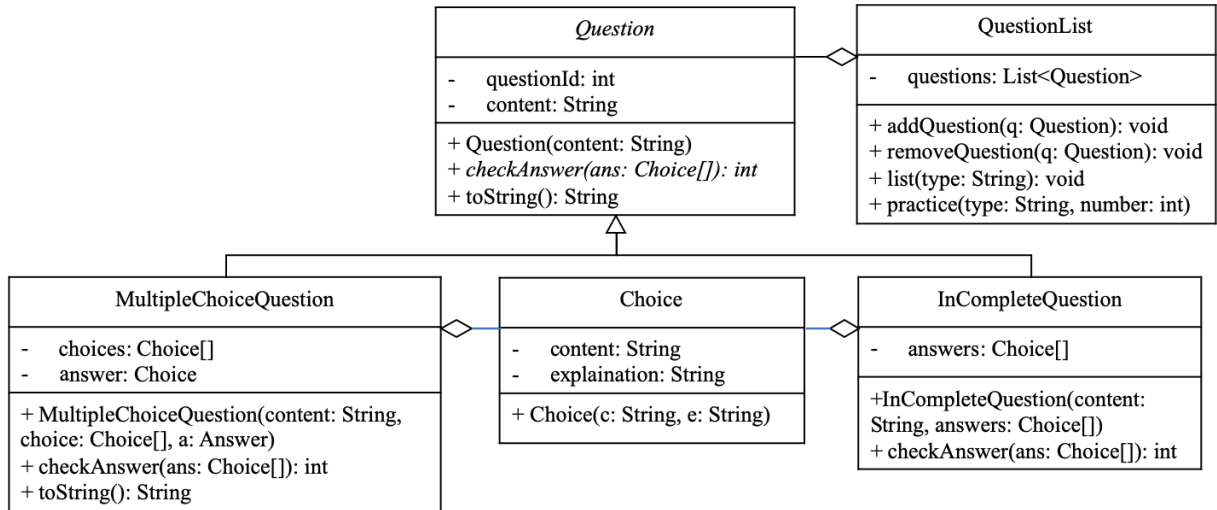 Question
- questionId: int
- content: String
+ Question(content: String)
+ checkAnswer(ans: Choice[]): int
+ toString(): String
QuestionList
- questions: List<Question>
+ addQuestion(q: Question): void
+ removeQuestion(q: Question): void
+ list(type: String): void
+ practice(type: String, number: int)
MultipleChoiceQuestion
- choices: Choice[]
- answer: Choice
+ MultipleChoiceQuestion(content: String,
choice: Choice[], a: Answer)
+ checkAnswer(ans: Choice[]): int
+ toString(): String
Choice
- content: String
- explaination: String
+ Choice(c: String, e: String)
InCompleteQuestion
- answers: Choice[]
+InCompleteQuestion(content:
String, answers: Choice[])
+ checkAnswer(ans: Choice[]): int